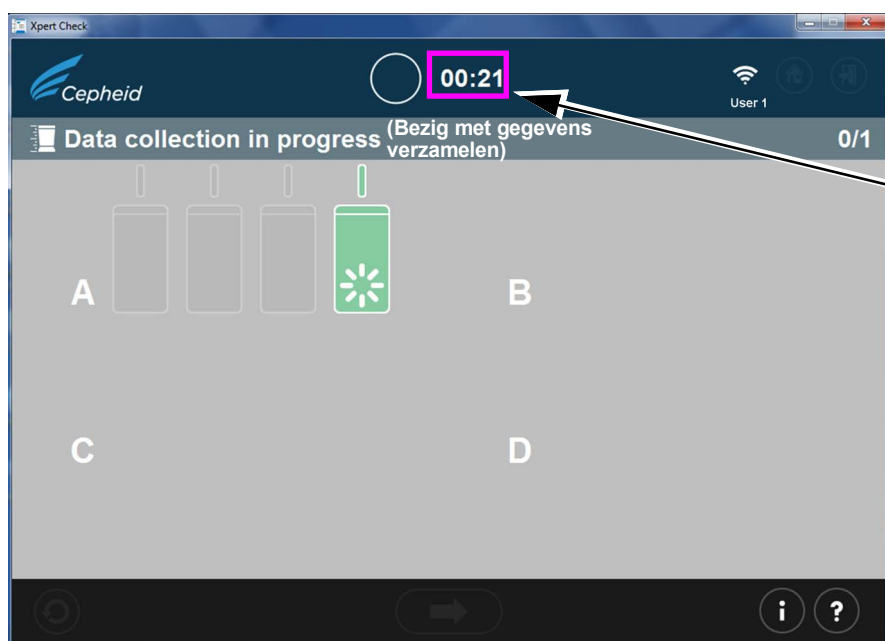 Xpert Check
Cepheid
00:21
User 1
Data collection in progress (Bezig met gegevens
verzamelen)
0/1
A
B
C
D
i
?